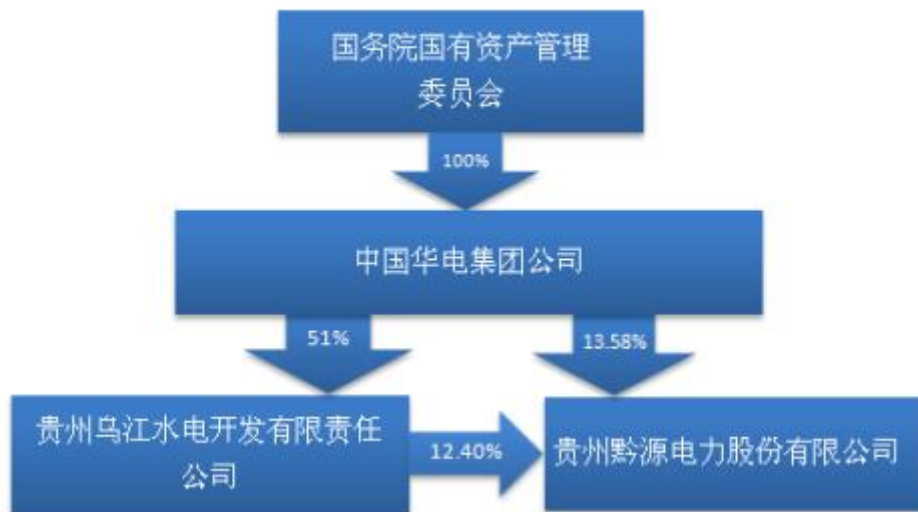 国务院国有资产管理
委员会
100%
中国华电集团公司
51%
13.58%
贵州乌江水电开发有限责任
公司
12.40%
贵州黔源电力股份有限公司